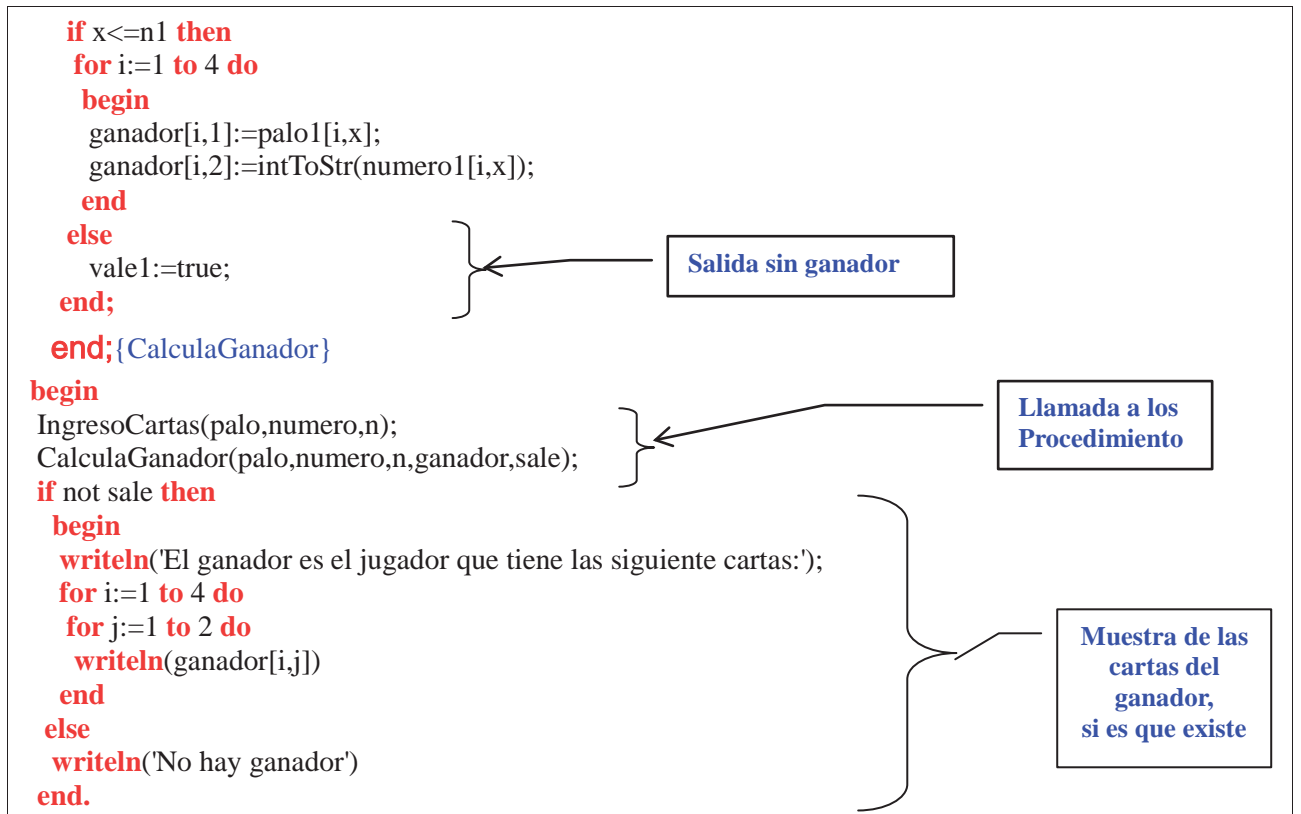 if x<=n1 then
for i:=1 to 4 do
begin
ganador[i,1]:=palo1[i,x];
ganador[i,2]:=intToStr(numero1[i,x]);
end
else
vale1:=true;
end;
Salida sin ganador
end;{CalculaGanador}
begin
IngresoCartas(palo,numero,n);
CalculaGanador(palo,numero,n,ganador,sale);
Llamada a los
Procedimiento
if not sale then
begin
writeln('El ganador es el jugador que tiene las siguiente cartas:');
for i:=1 to 4 do
for j:=1 to 2 do
writeln(ganador[i,j])
end
else
writeln('No hay ganador')
end.
Muestra de las
cartas del
ganador,
si es que existe